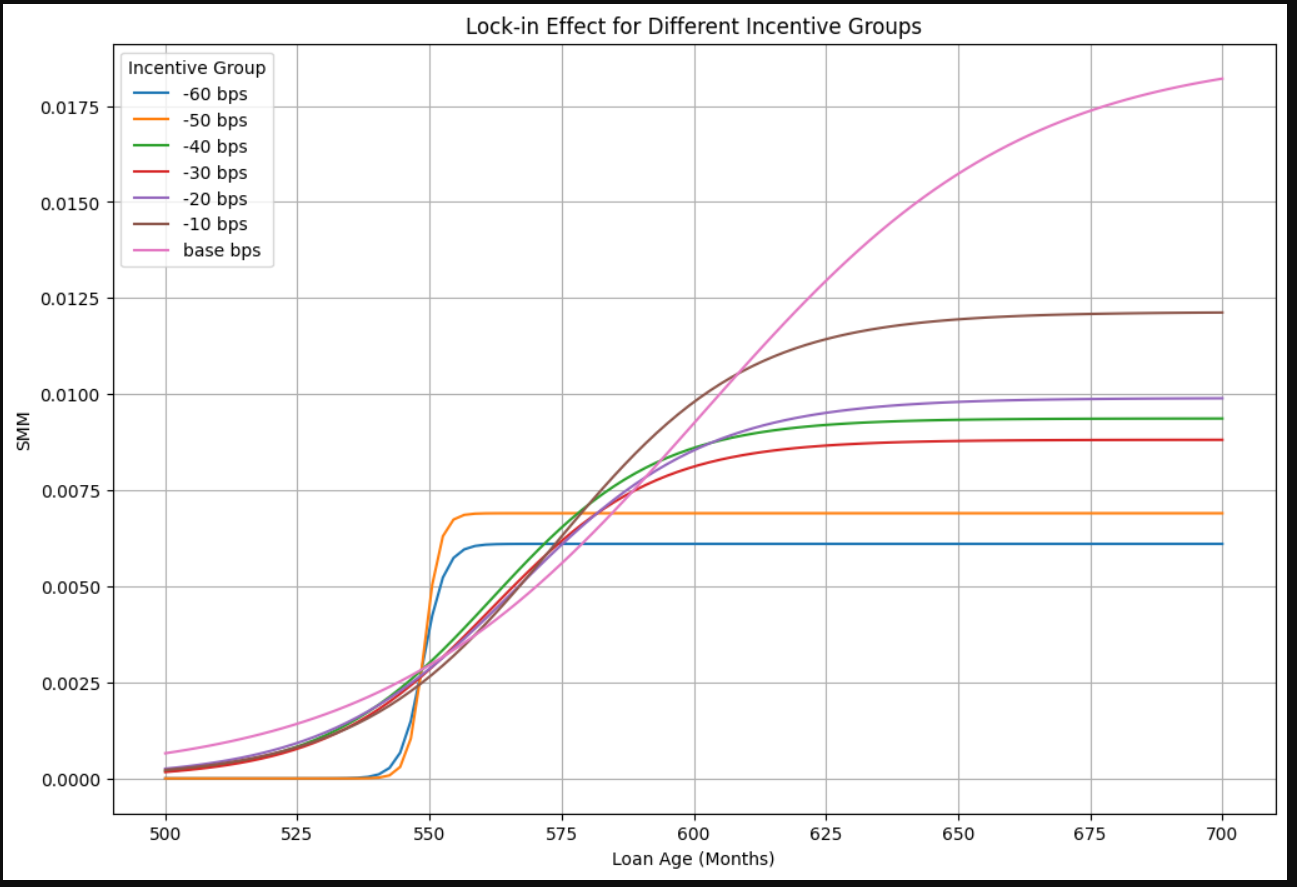 Lock-in Effect for Different Incentive Groups
Incentive Group
-60 bps
-50 bps
-40 bps
-30 bps
-20 bps
-10 bps
base bps
SMM
0.0175
0.0150
0.0125
0.0100
0.0075
0.0050
0.0025
0.0000
500 525 550 575 600 625 650 675 700
Loan Age (Months)